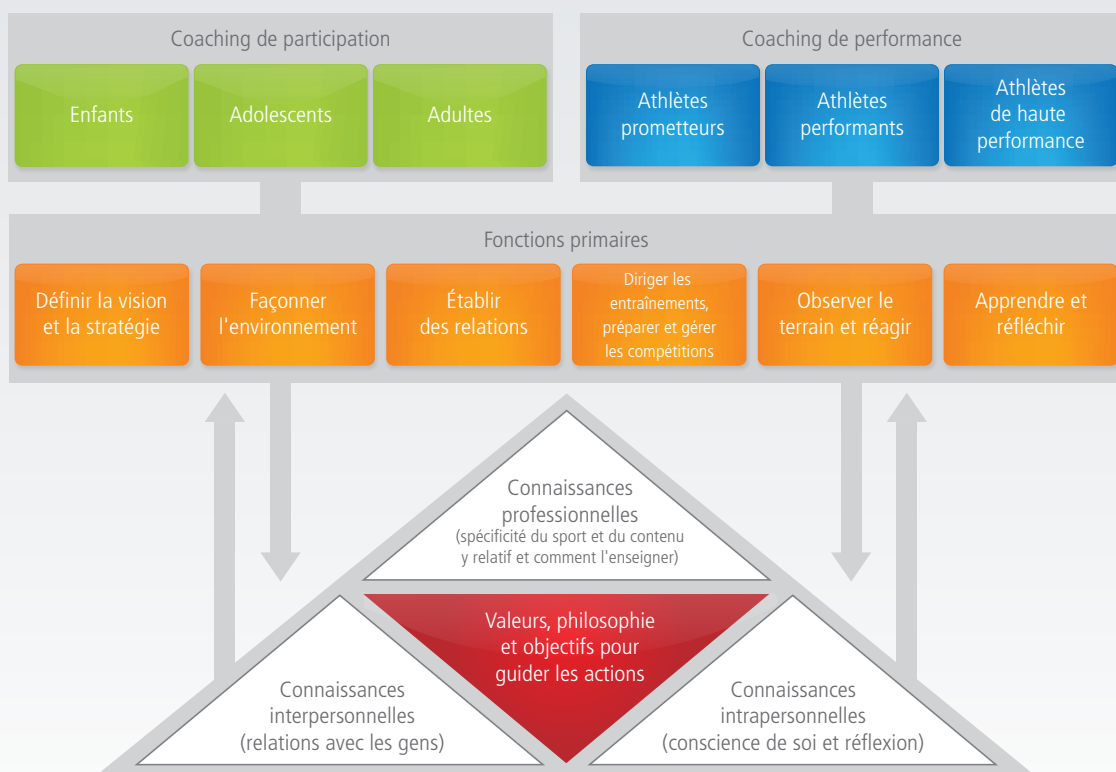 Coaching de participation
Enfants
Adolescents
Adultes
Coaching de performance
Athlètes
prometteurs
Athlètes
performants
Athlètes
de haute
performance
Fonctions primaires
Définir la vision
et la stratégie
Façonner
l'environnement
Établir
des relations
Diriger les
entraînements,
préparer et gérer
les compétitions
Observer le
terrain et réagir
Apprendre et
réfléchir
Connaissances
professionnelles
(spécificité du sport et du contenu
y relatif et comment l'enseigner)
Valeurs, philosophie
et objectifs pour
guider les actions
Connaissances
interpersonnelles
(relations avec les gens)
Connaissances
intrapersonnelles
(conscience de soi et réflexion)